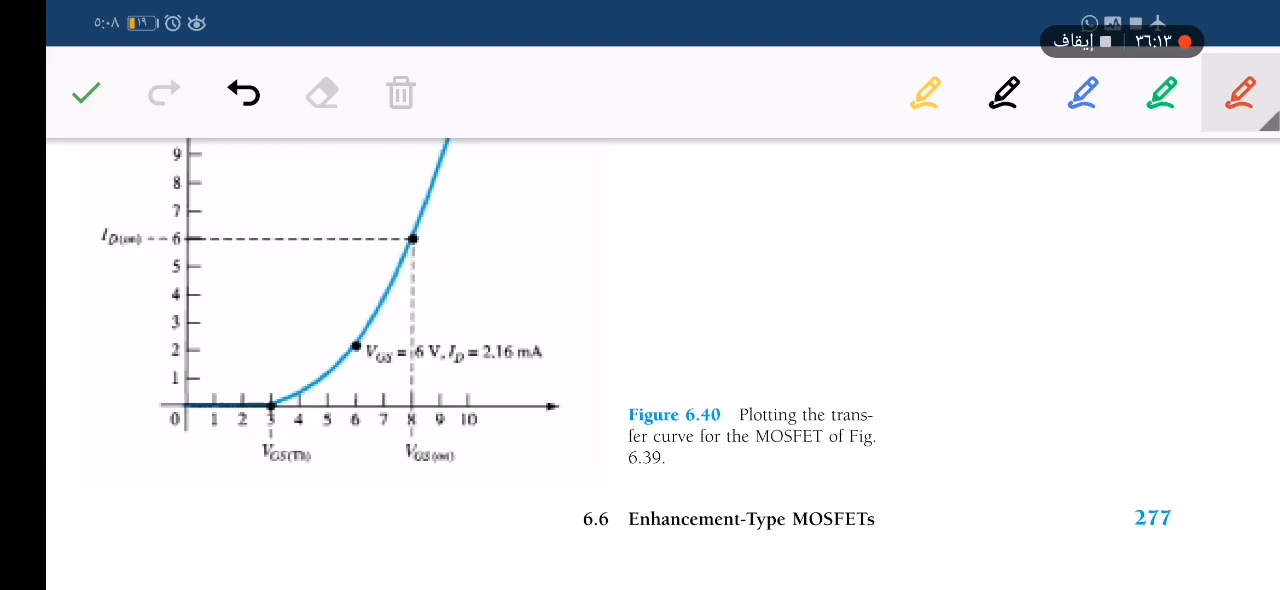 ٥:٠٨ ١٩
إيقاف ٣٦:١٣
9
8
7
I_D(on) 6
5
4
3
2 V_GS = 6 V, I_D = 2.16 mA
1
0 1 2 3 4 5 6 7 8 9 10
V_GS(Th) V_GS(on)
Figure 6.40 Plotting the trans-
fer curve for the MOSFET of Fig.
6.39.
6.6 Enhancement-Type MOSFETs 277